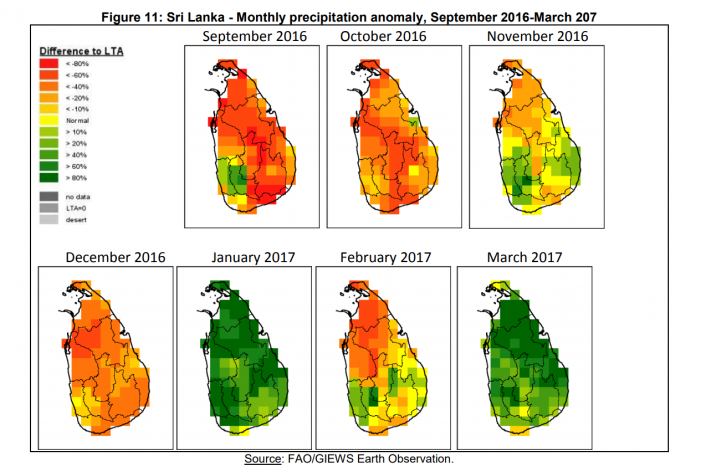 Figure 11: Sri Lanka - Monthly precipitation anomaly, September 2016-March 207
September 2016
October 2016
November 2016
Difference to LTA
< -80%
< -60%
< -40%
< -20%
< -10%
Normal
> 10%
> 20%
> 40%
> 60%
> 80%
no data
LTA=0
desert
December 2016
January 2017
February 2017
March 2017
Source: FAO/GIEWS Earth Observation.